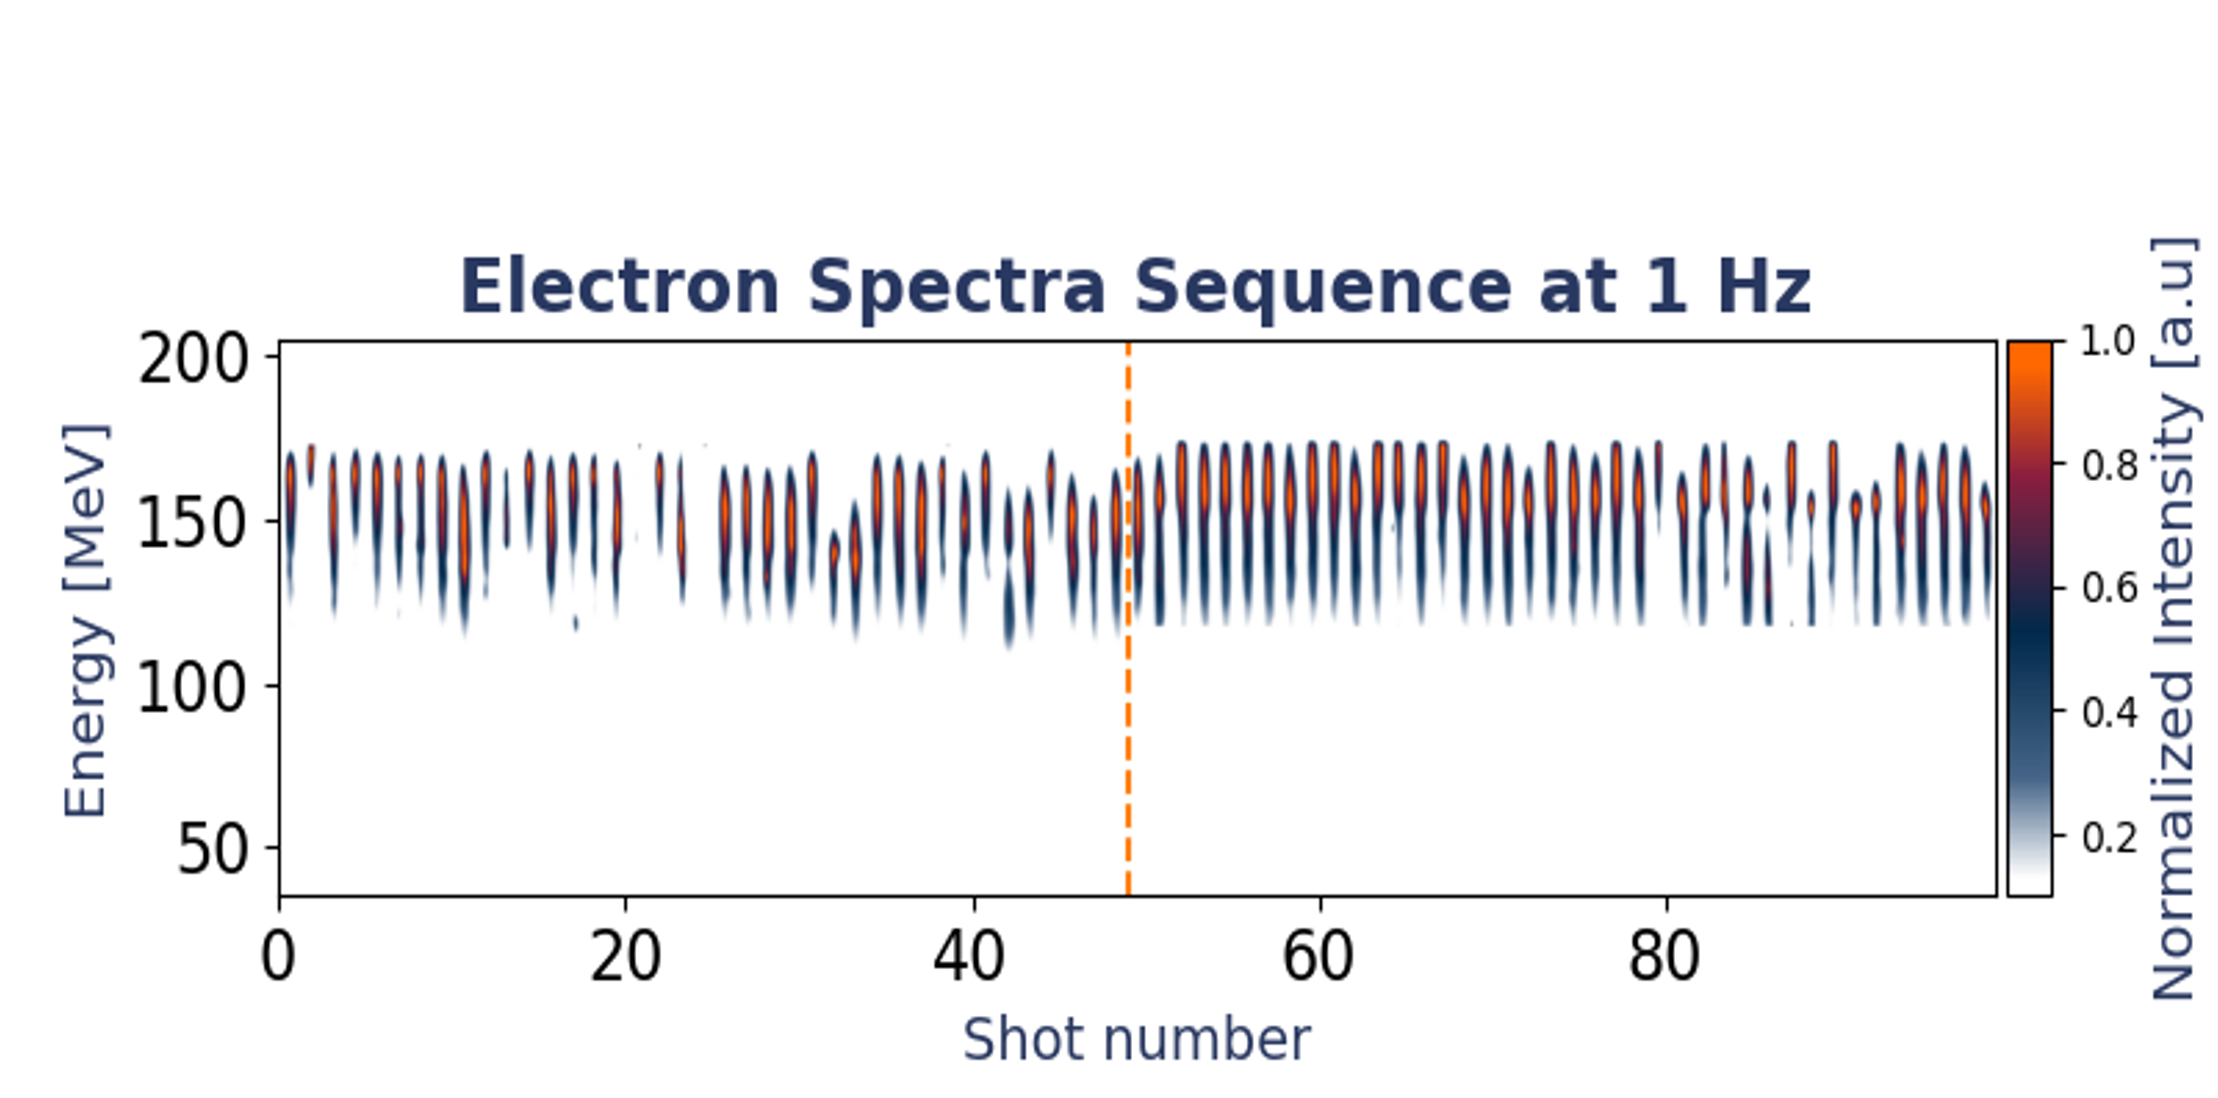 Electron Spectra Sequence at 1 Hz
200
150
100
50
Energy [MeV]
0 20 40 60 80
Shot number
1.0
0.8
0.6
0.4
0.2
Normalized Intensity [a.u]